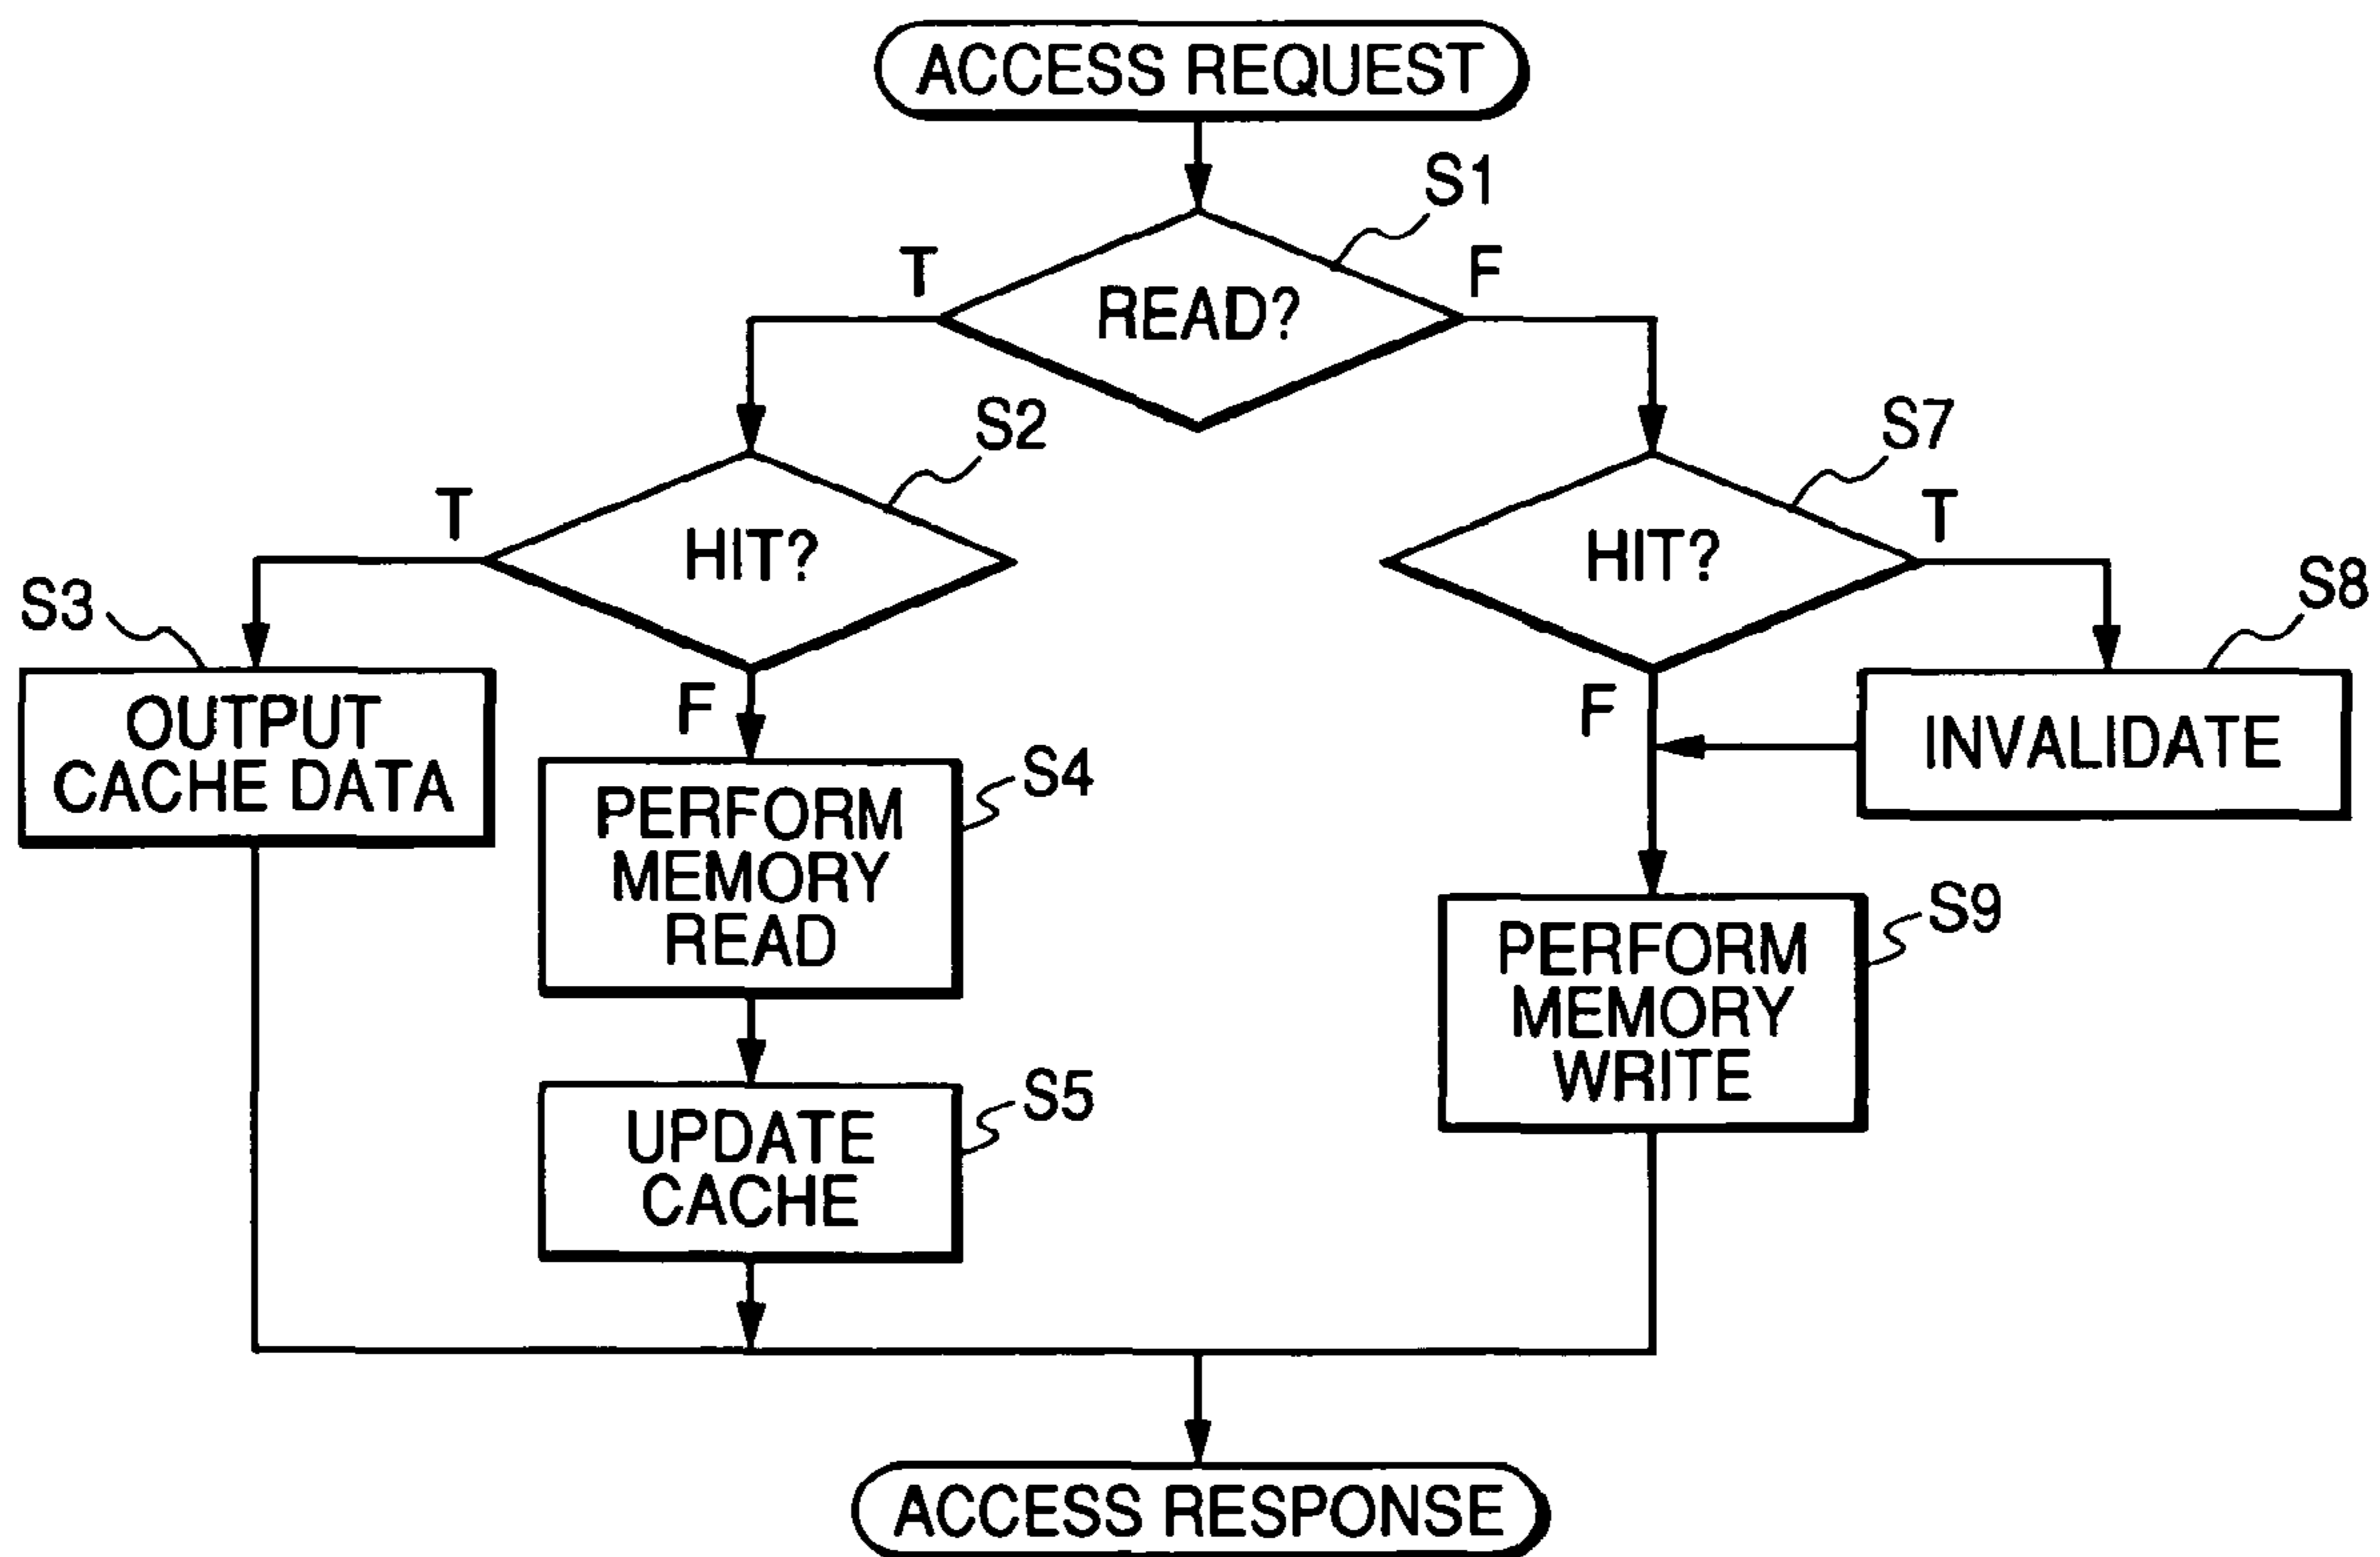 ACCESS REQUEST
S1
T
F
READ?
S2
S7
T
HIT?
HIT?
T
S3
S8
OUTPUT
CACHE DATA
F
F
INVALIDATE
S4
PERFORM
MEMORY
READ
S9
PERFORM
MEMORY
WRITE
S5
UPDATE
CACHE
ACCESS RESPONSE